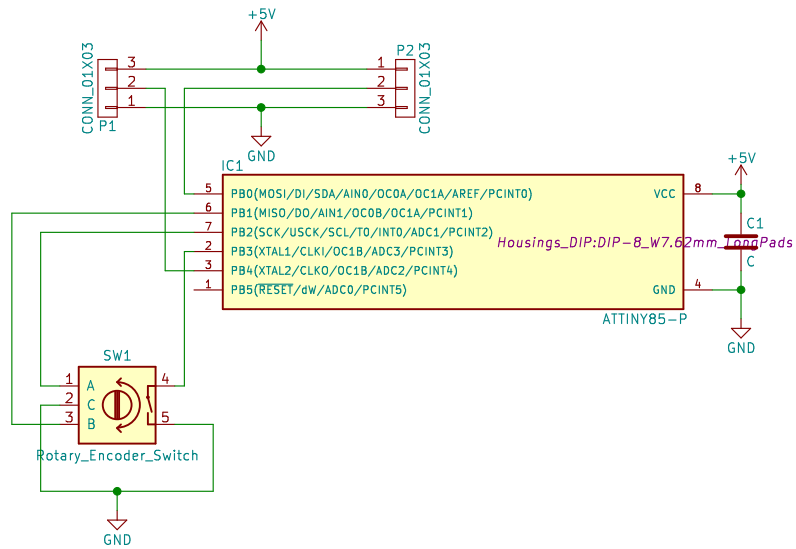 +5V
CONN_01X03
3
2
1
P1
P2
CONN_01X03
1
2
3
GND
IC1
5 PB0(MOSI/DI/SDA/AIN0/OC0A/OC1A/AREF/PCINT0)
6 PB1(MISO/DO/AIN1/OC0B/OC1A/PCINT1)
7 PB2(SCK/USCK/SCL/T0/INT0/ADC1/PCINT2)
2 PB3(XTAL1/CLKI/OC1B/ADC3/PCINT3)
3 PB4(XTAL2/CLKO/OC1B/ADC2/PCINT4)
1 PB5(RESET/dW/ADC0/PCINT5)
VCC 8
GND 4
Housings_DIP:DIP-8_W7.62mm_LongPads
ATTINY85-P
+5V
C1
C
GND
SW1
1 A
2 C
3 B
4
5
Rotary_Encoder_Switch
GND